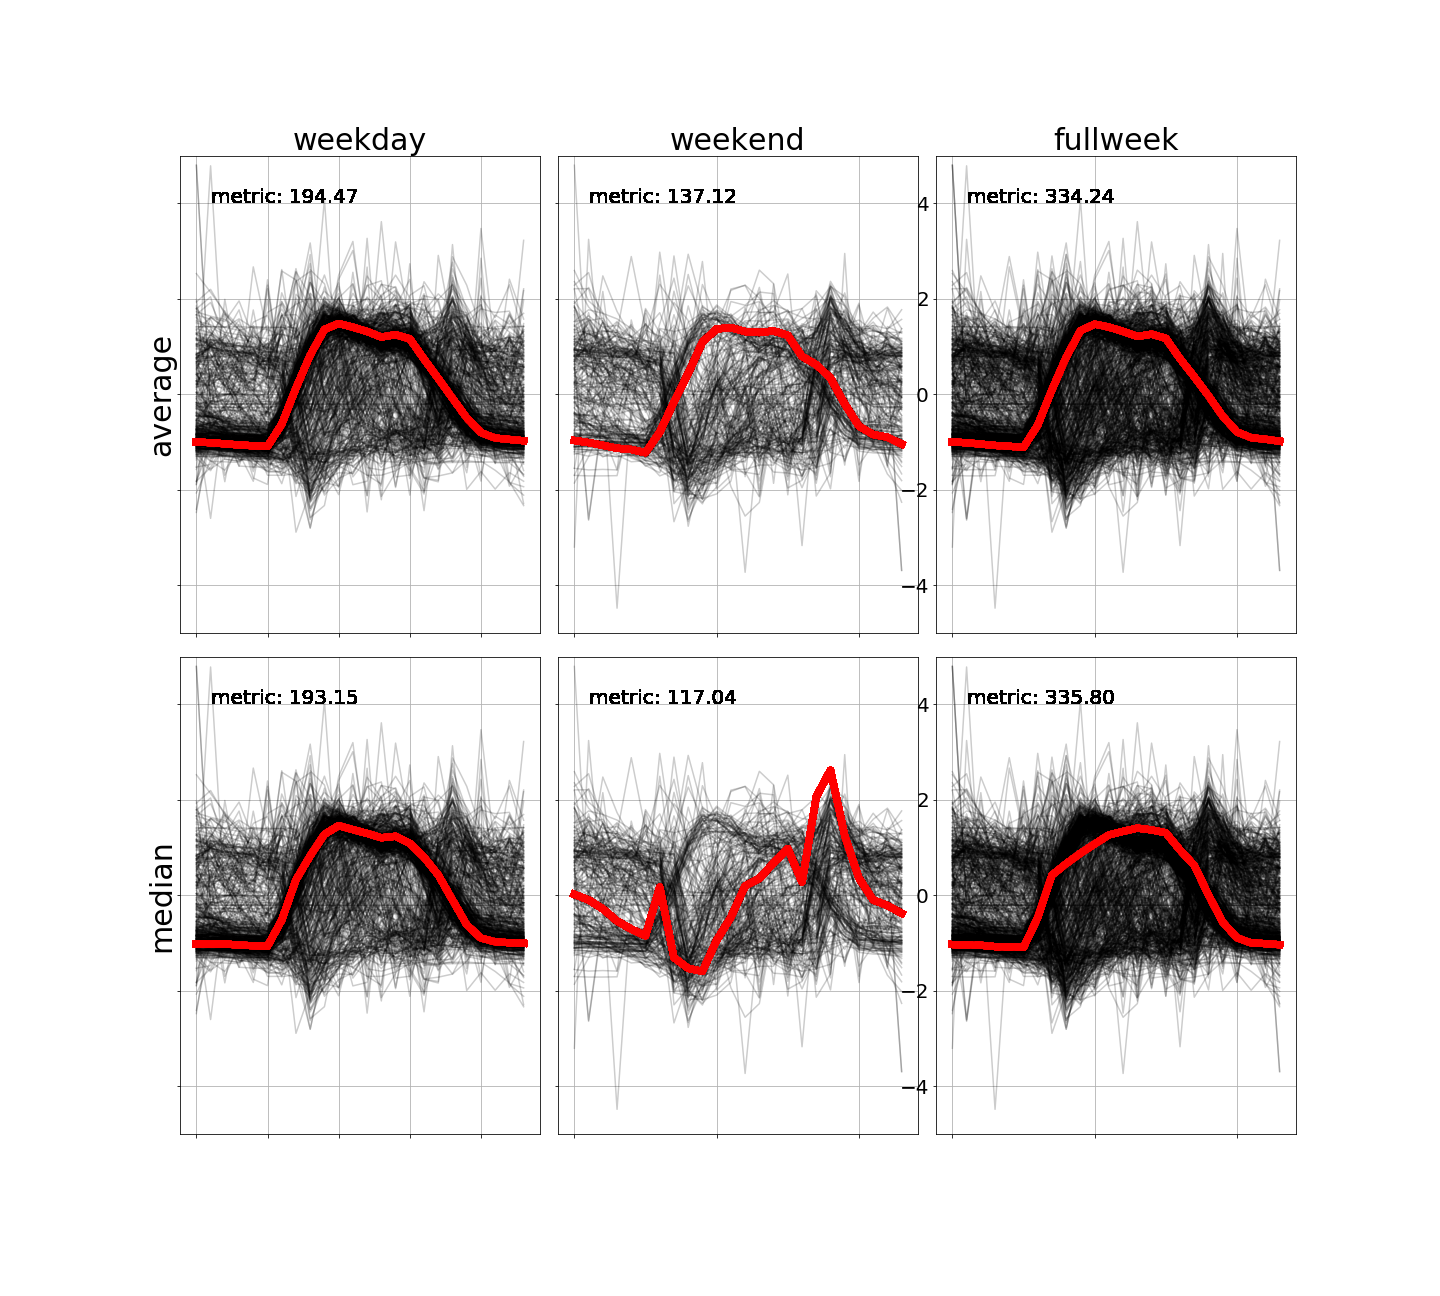 weekday weekend fullweek
metric: 194.47 metric: 137.12 metric: 334.24
4
2
0
−2
−4
average
metric: 193.15 metric: 117.04 metric: 335.80
4
2
0
−2
−4
median